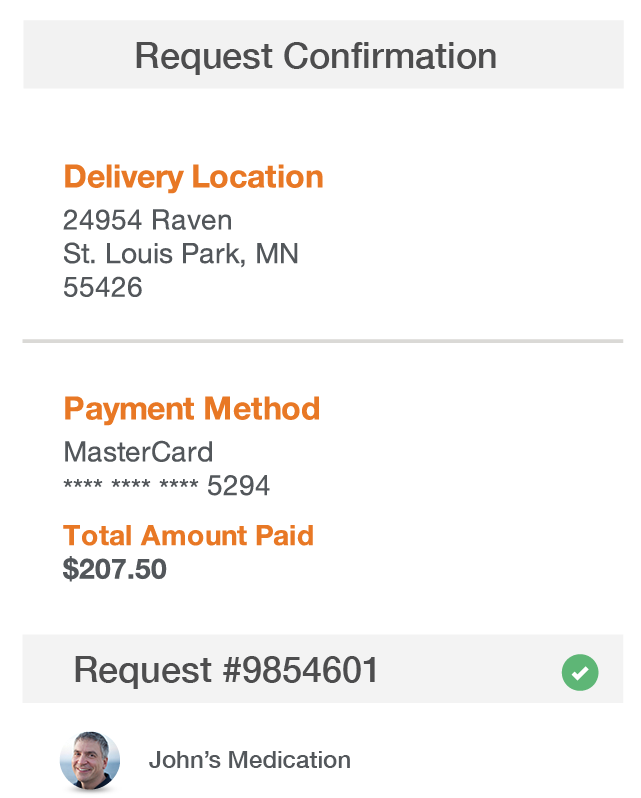 Request Confirmation
Delivery Location
24954 Raven
St. Louis Park, MN
55426
Payment Method
MasterCard
**** **** **** 5294
Total Amount Paid
$207.50
Request #9854601
John’s Medication